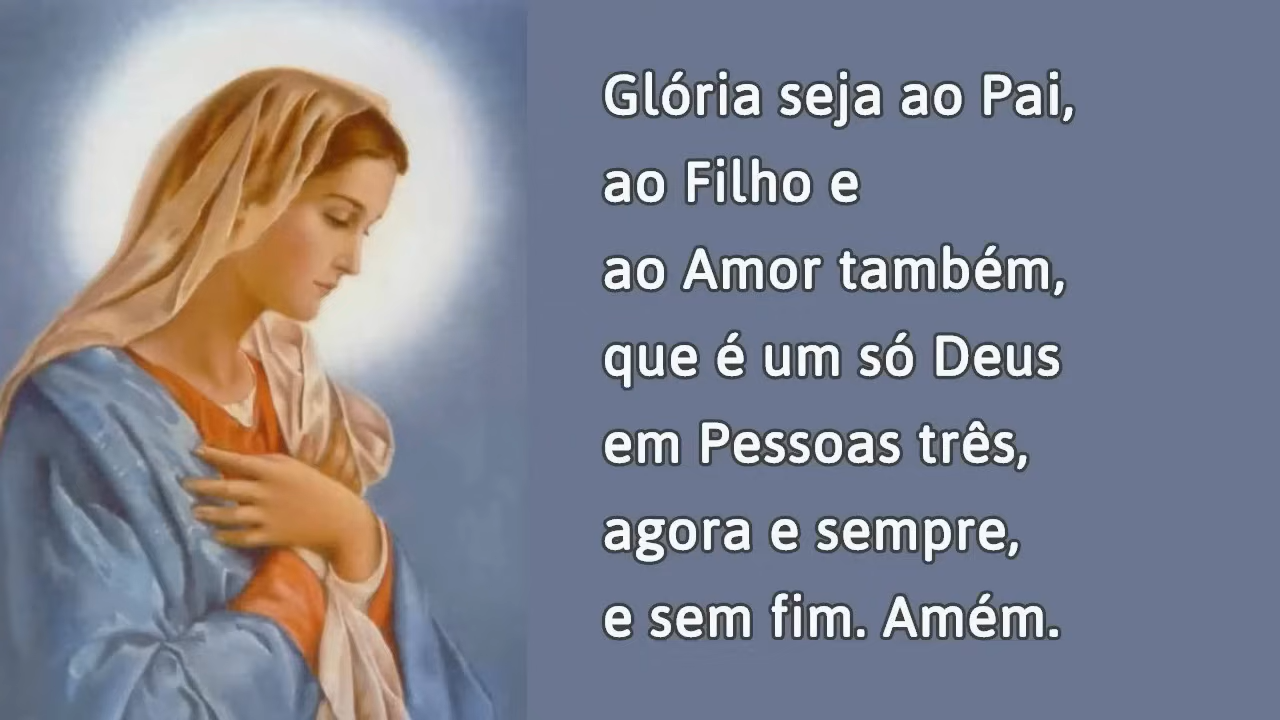 Glória seja ao Pai,
ao Filho e
ao Amor também,
que é um só Deus
em Pessoas três,
agora e sempre,
e sem fim. Amém.